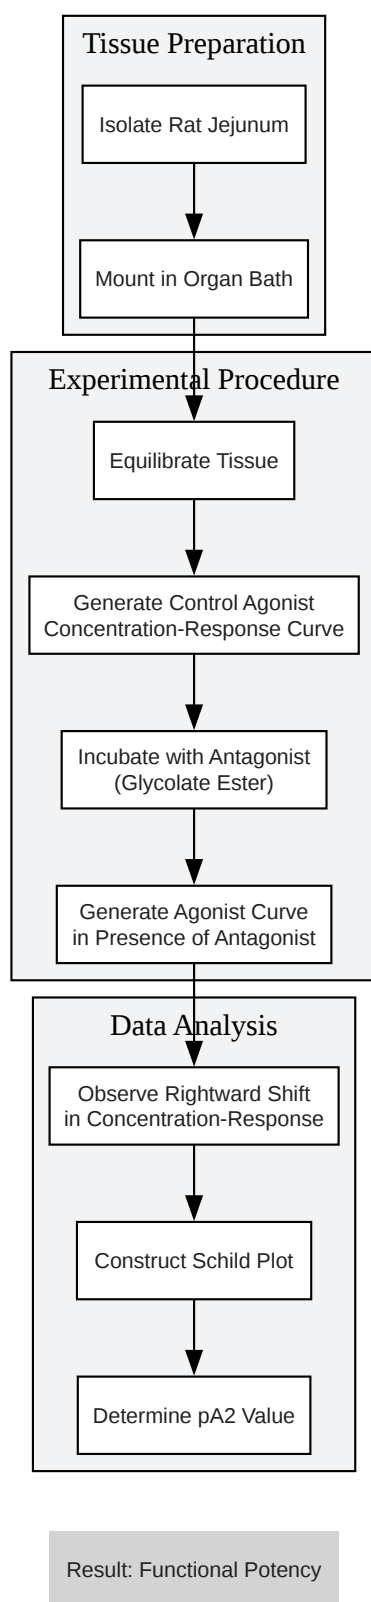 Tissue Preparation
Isolate Rat Jejunum
Mount in Organ Bath
Experimental Procedure
Equilibrate Tissue
Generate Control Agonist
Concentration-Response Curve
Incubate with Antagonist
(Glycolate Ester)
Generate Agonist Curve
in Presence of Antagonist
Data Analysis
Observe Rightward Shift
in Concentration-Response
Construct Schild Plot
Determine pA2 Value
Result: Functional Potency